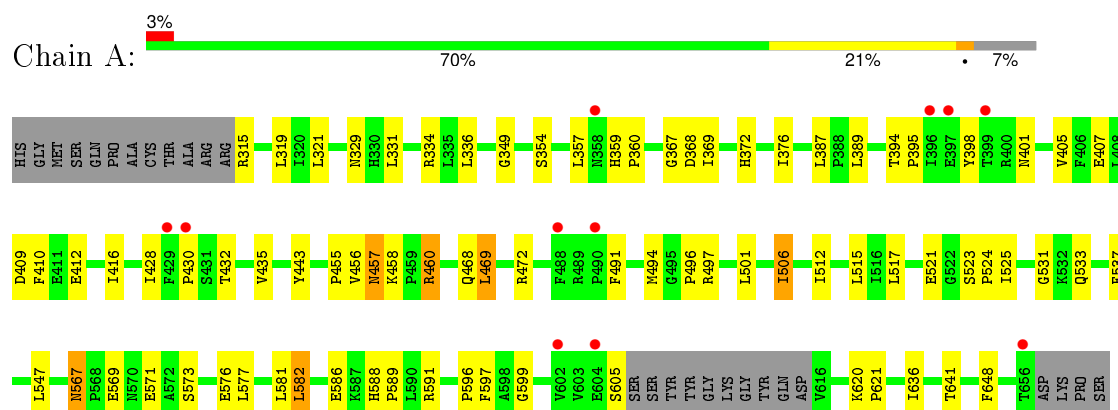 3%
Chain A:
70% 21% • 7%
HIS GLY MET SER GLN PRO ALA CYS THR ALA ARG ARG R315 L319 I320 L321 N329 H330 L331 R334 L335 L336 G349 S354 L357 N358 H359 P360 G367 D368 I369 H372 I376 L387 P388 L389 T394 P395 I396 E397 Y398 T399 R400 N401 V405 F406 E407 L408
D409 F410 E411 E412 I416 I428 F429 P430 S431 T432 V435 Y443 P455 V456 N457 K458 P459 R460 Q468 L469 R472 F488 R489 P490 F491 M494 G495 P496 R497 L501 I506 I512 L515 I516 L517 E521 G522 S523 P524 I525 G531 K532 Q533 E537
L547 N567 P568 E569 N570 E571 A572 S573 E576 L577 L581 L582 E586 K587 H588 P589 L590 R591 P596 F597 A598 G599 V602 V603 E604 S605 SER SER TYR TYR GLY LYS GLY TYR GLN ASP V616 K620 P621 I636 T641 F648 T656 ASP LYS PRO SER